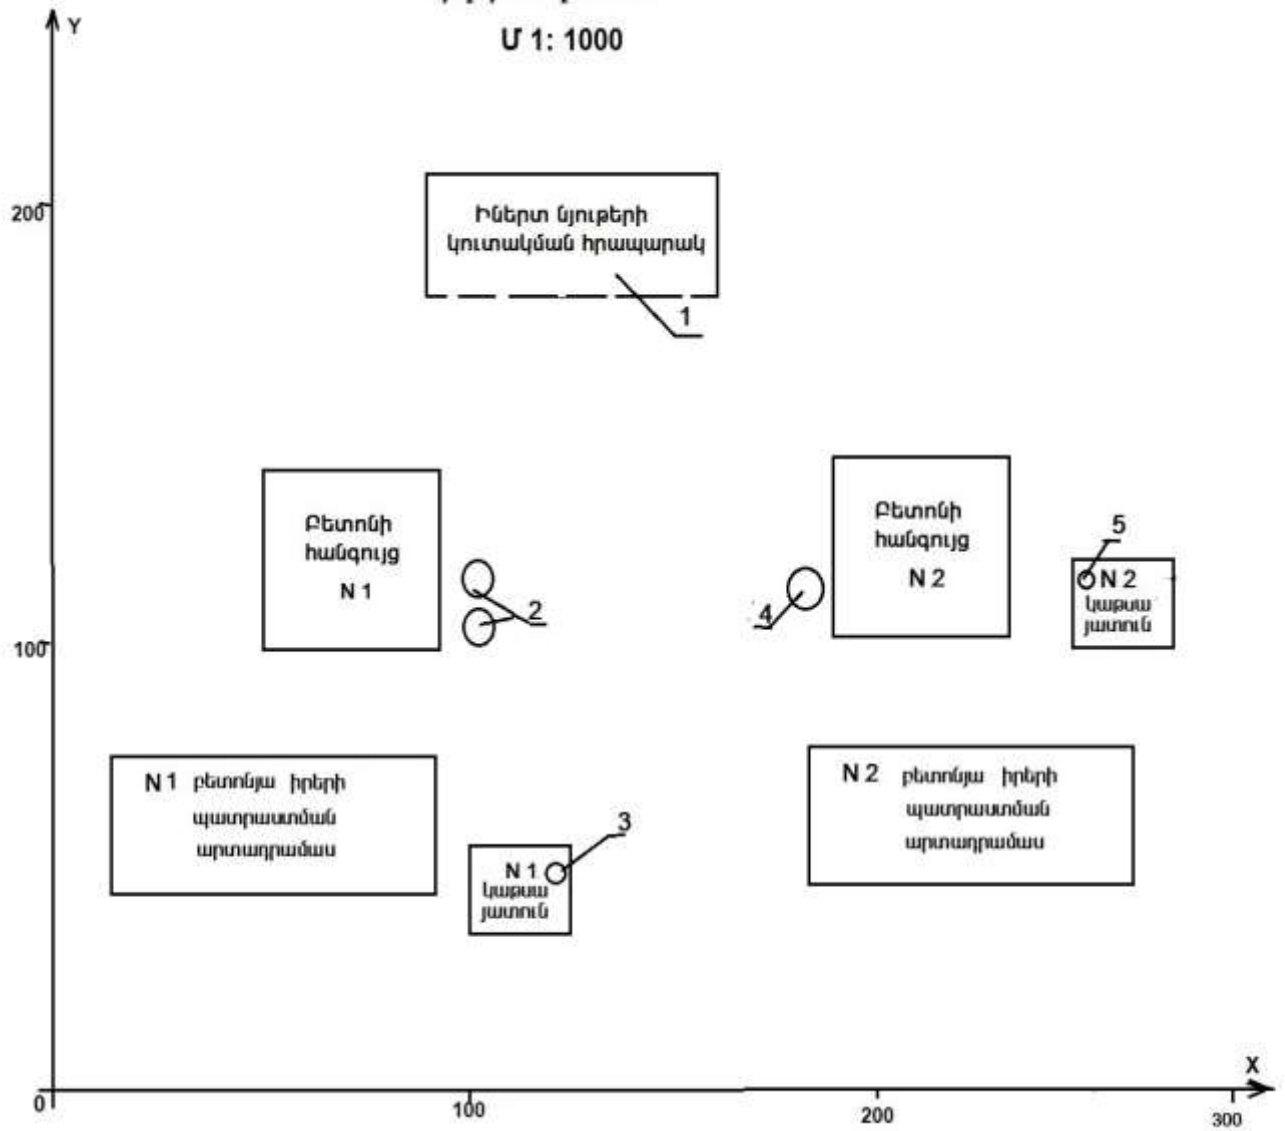 Y
Մ 1: 1000
200
Իներտ նյութերի
կուտակման հրապարակ
1
Բետոնի
հանգույց
N 1
2
Բետոնի
հանգույց
N 2
4
5
N 2
կաթսա
յատուն
100
N 1 բետոնյա իրերի
պատրաստման
արտադրամաս
N 2 բետոնյա իրերի
պատրաստման
արտադրամաս
3
N 1
կաթսա
յատուն
X
0
100
200
300